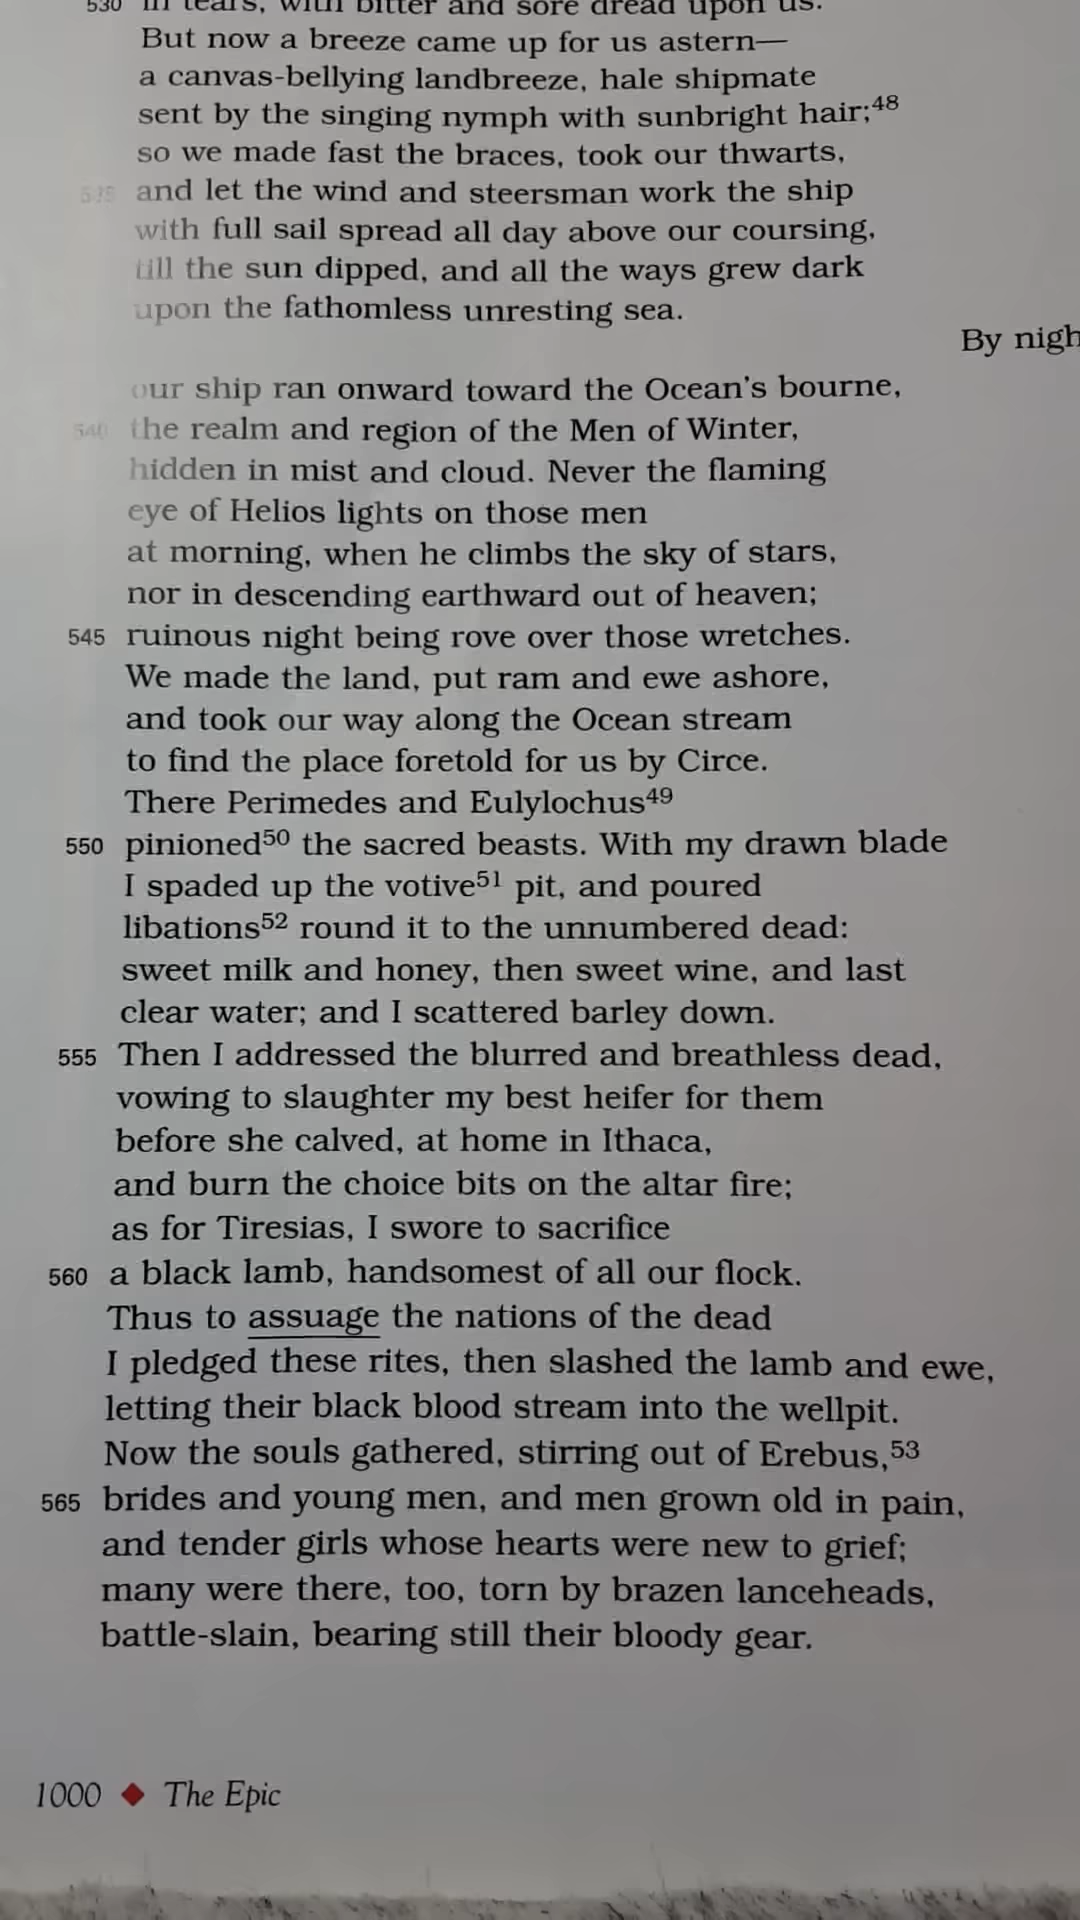 530 in tears, with bitter and sore dread upon us.
But now a breeze came up for us astern—
a canvas-bellying landbreeze, hale shipmate
sent by the singing nymph with sunbright hair;48
so we made fast the braces, took our thwarts,
535 and let the wind and steersman work the ship
with full sail spread all day above our coursing,
till the sun dipped, and all the ways grew dark
upon the fathomless unresting sea.
By nigh
our ship ran onward toward the Ocean's bourne,
540 the realm and region of the Men of Winter,
hidden in mist and cloud. Never the flaming
eye of Helios lights on those men
at morning, when he climbs the sky of stars,
nor in descending earthward out of heaven;
545 ruinous night being rove over those wretches.
We made the land, put ram and ewe ashore,
and took our way along the Ocean stream
to find the place foretold for us by Circe.
There Perimedes and Eulylochus49
550 pinioned50 the sacred beasts. With my drawn blade
I spaded up the votive51 pit, and poured
libations52 round it to the unnumbered dead:
sweet milk and honey, then sweet wine, and last
clear water; and I scattered barley down.
555 Then I addressed the blurred and breathless dead,
vowing to slaughter my best heifer for them
before she calved, at home in Ithaca,
and burn the choice bits on the altar fire;
as for Tiresias, I swore to sacrifice
560 a black lamb, handsomest of all our flock.
Thus to assuage the nations of the dead
I pledged these rites, then slashed the lamb and ewe,
letting their black blood stream into the wellpit.
Now the souls gathered, stirring out of Erebus,53
565 brides and young men, and men grown old in pain,
and tender girls whose hearts were new to grief;
many were there, too, torn by brazen lanceheads,
battle-slain, bearing still their bloody gear.
1000 ◆ The Epic